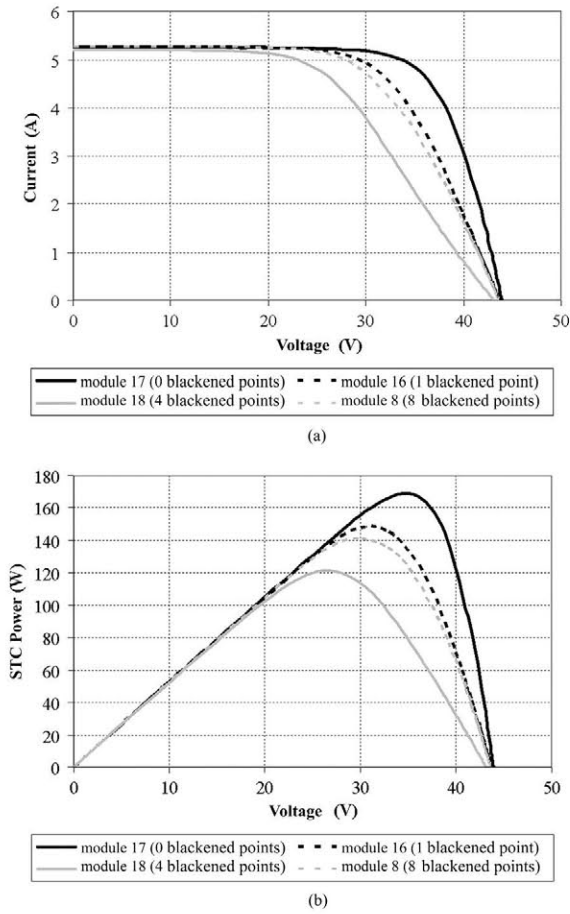 6
5
4
3
2
1
0
Current (A)
0 10 20 30 40 50
Voltage (V)
module 17 (0 blackened points) module 16 (1 blackened point)
module 18 (4 blackened points) module 8 (8 blackened points)
(a)
180
160
140
120
100
80
60
40
20
0
STC Power (W)
0 10 20 30 40 50
Voltage (V)
module 17 (0 blackened points) module 16 (1 blackened point)
module 18 (4 blackened points) module 8 (8 blackened points)
(b)